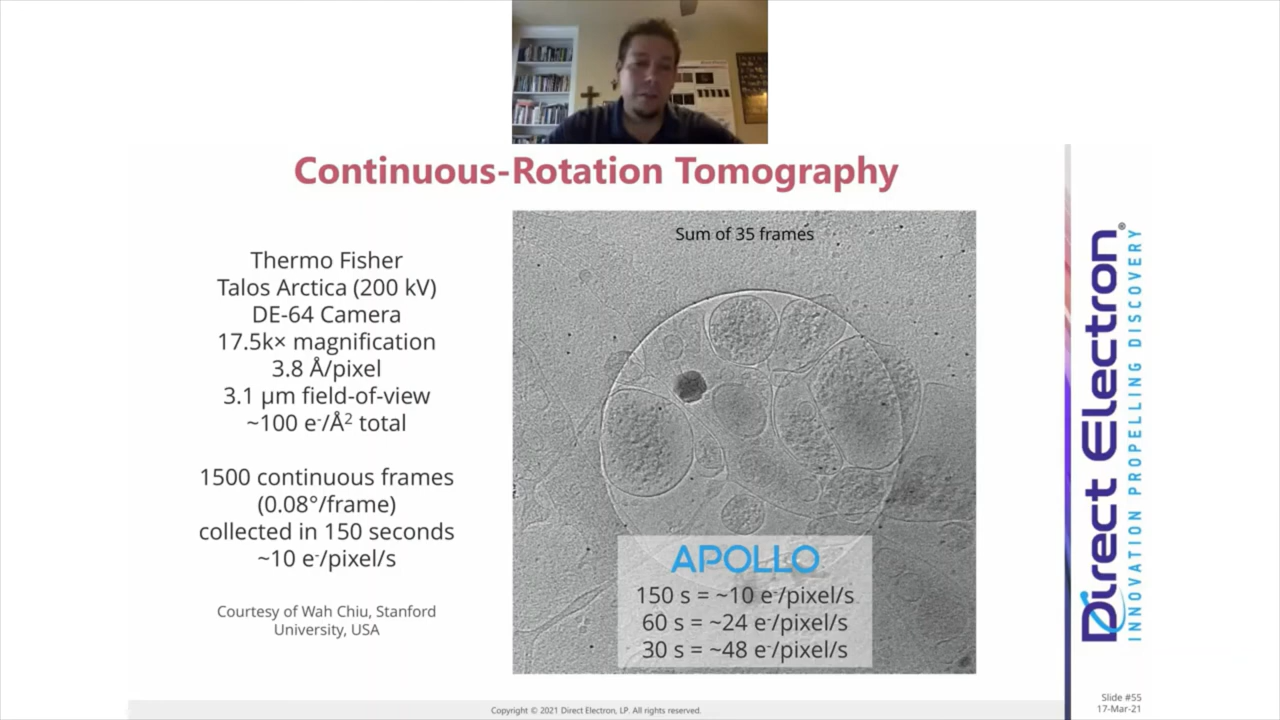 Continuous-Rotation Tomography
Thermo Fisher
Talos Arctica (200 kV)
DE-64 Camera
17.5k× magnification
3.8 Å/pixel
3.1 µm field-of-view
~100 e⁻/Å² total
1500 continuous frames
(0.08°/frame)
collected in 150 seconds
~10 e⁻/pixel/s
Courtesy of Wah Chiu, Stanford
University, USA
Sum of 35 frames
APOLLO
150 s = ~10 e⁻/pixel/s
60 s = ~24 e⁻/pixel/s
30 s = ~48 e⁻/pixel/s
Direct Electron®
INNOVATION PROPELLING DISCOVERY
Slide #55
17-Mar-21
Copyright © 2021 Direct Electron, LP. All rights reserved.